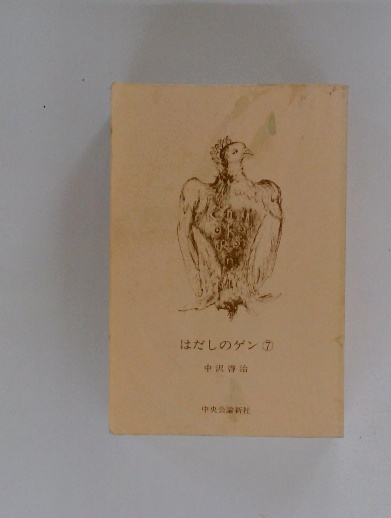 はだしのゲン⑦
中沢啓治
中央公論新社